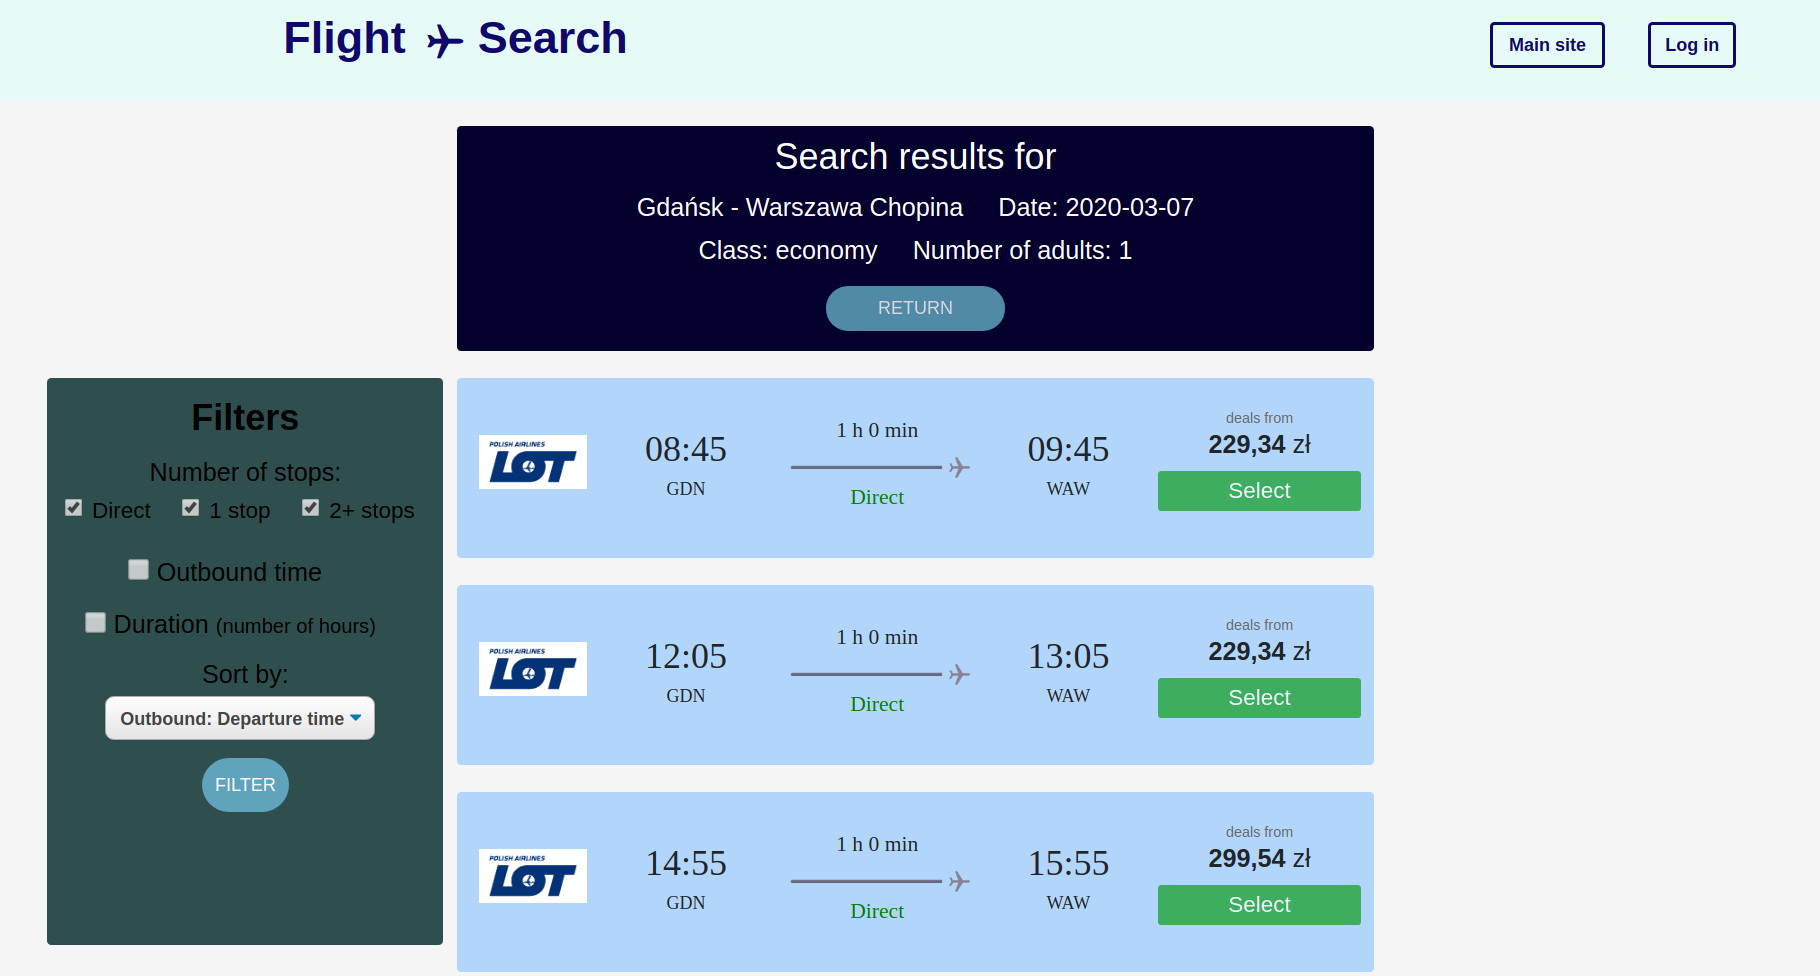 Flight Search
Main site
Log in
Search results for
Gdańsk - Warszawa Chopina Date: 2020-03-07
Class: economy Number of adults: 1
RETURN
Filters
Number of stops:
Direct 1 stop 2+ stops
Outbound time
Duration (number of hours)
Sort by:
Outbound: Departure time
FILTER
POLISH AIRLINES
LOT
08:45
GDN
1 h 0 min
Direct
09:45
WAW
deals from
229,34 zł
Select
POLISH AIRLINES
LOT
12:05
GDN
1 h 0 min
Direct
13:05
WAW
deals from
229,34 zł
Select
POLISH AIRLINES
LOT
14:55
GDN
1 h 0 min
Direct
15:55
WAW
deals from
299,54 zł
Select